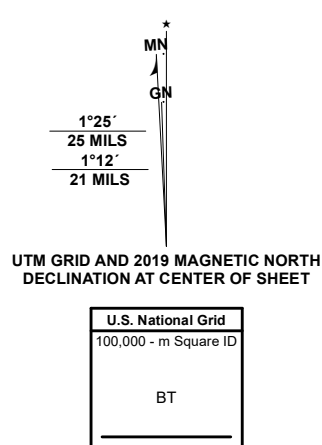 MN
GN
1°25´
25 MILS
1°12´
21 MILS
UTM GRID AND 2019 MAGNETIC NORTH
DECLINATION AT CENTER OF SHEET
U.S. National Grid
100,000 - m Square ID
BT